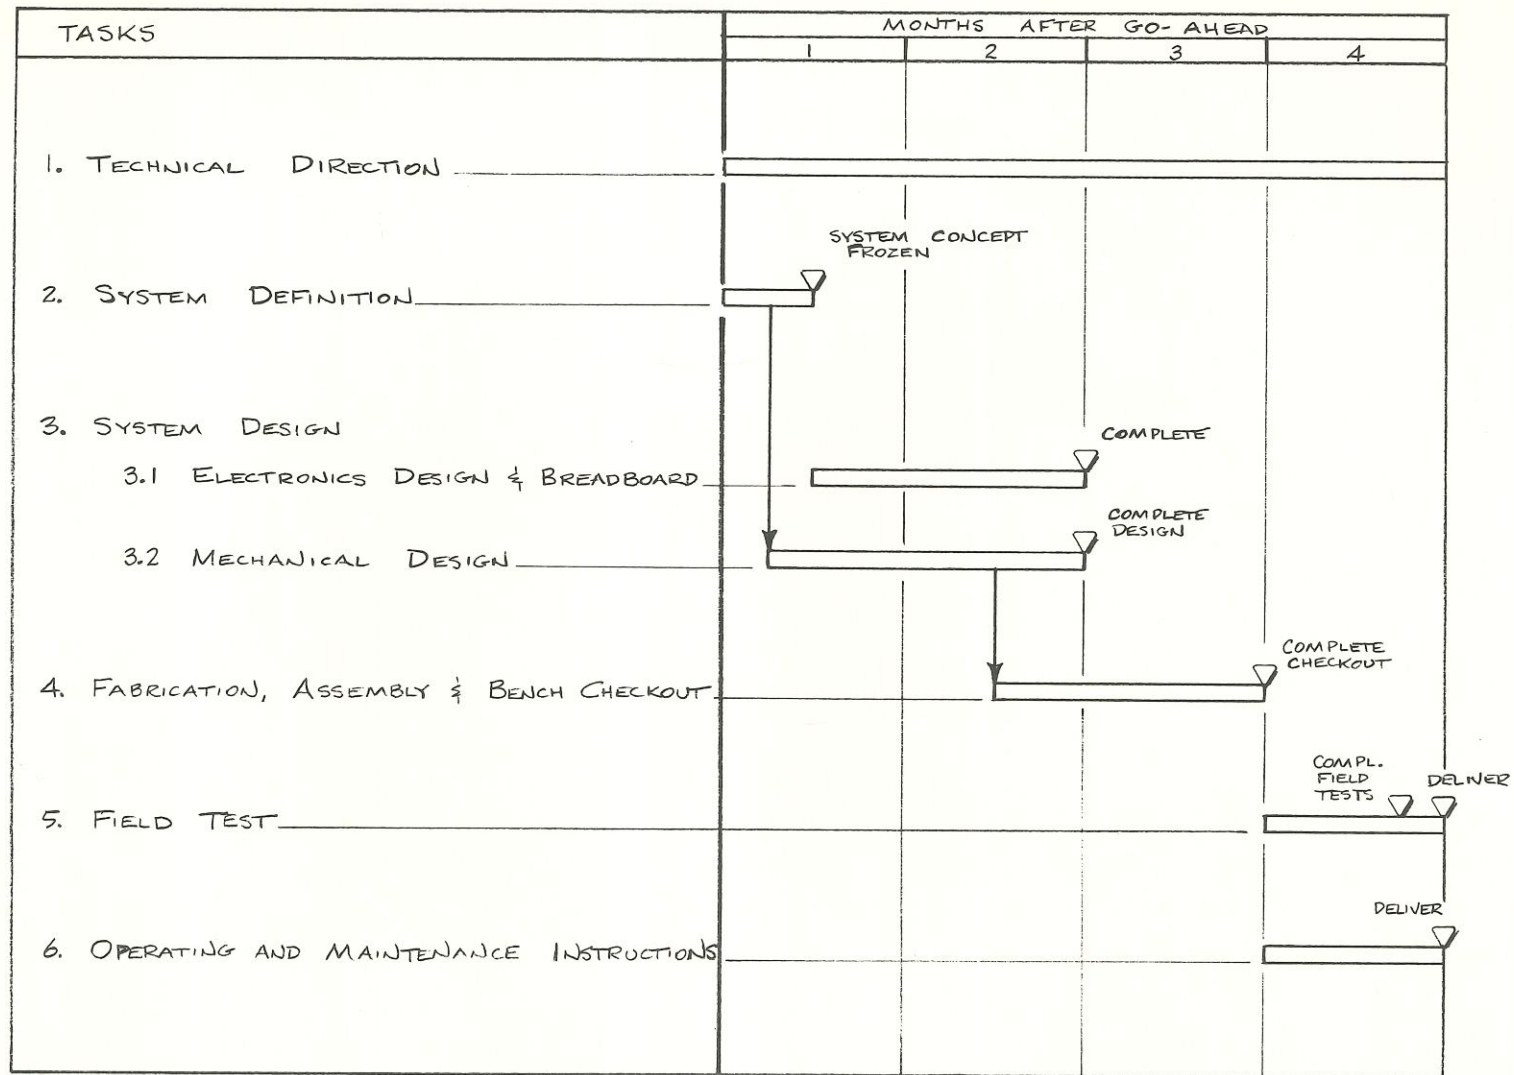 TASKS
MONTHS AFTER GO-AHEAD
1 2 3 4
1. TECHNICAL DIRECTION
SYSTEM CONCEPT
FROZEN
2. SYSTEM DEFINITION
3. SYSTEM DESIGN
COMPLETE
3.1 ELECTRONICS DESIGN & BREADBOARD
COMPLETE
DESIGN
3.2 MECHANICAL DESIGN
COMPLETE
CHECKOUT
4. FABRICATION, ASSEMBLY & BENCH CHECKOUT
COMPL.
FIELD
TESTS
DELIVER
5. FIELD TEST
DELIVER
6. OPERATING AND MAINTENANCE INSTRUCTIONS